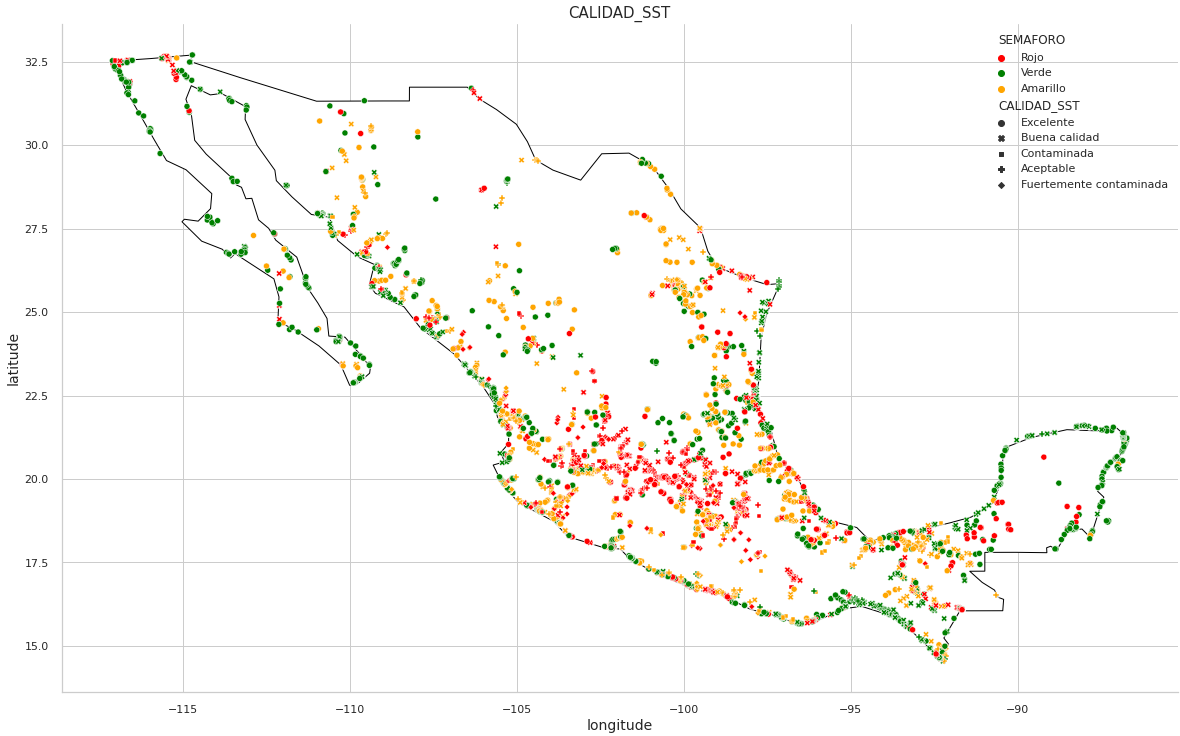 CALIDAD_SST
SEMAFORO
Rojo
Verde
Amarillo
CALIDAD_SST
Excelente
Buena calidad
Contaminada
Aceptable
Fuertemente contaminada
latitude
32.5
30.0
27.5
25.0
22.5
20.0
17.5
15.0
−115
−110
−105
−100
−95
−90
longitude